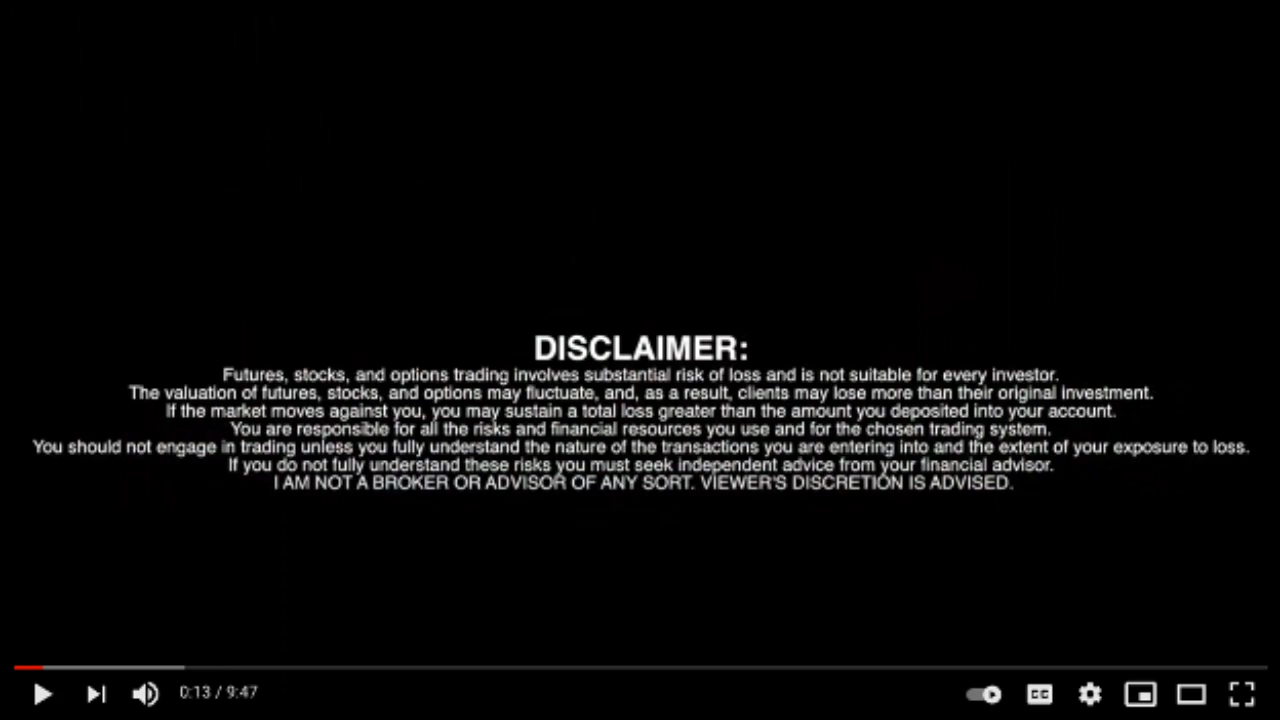 DISCLAIMER:
Futures, stocks, and options trading involves substantial risk of loss and is not suitable for every investor.
The valuation of futures, stocks, and options may fluctuate, and, as a result, clients may lose more than their original investment.
If the market moves against you, you may sustain a total loss greater than the amount you deposited into your account.
You are responsible for all the risks and financial resources you use and for the chosen trading system.
You should not engage in trading unless you fully understand the nature of the transactions you are entering into and the extent of your exposure to loss.
If you do not fully understand these risks you must seek independent advice from your financial advisor.
I AM NOT A BROKER OR ADVISOR OF ANY SORT. VIEWER'S DISCRETION IS ADVISED.
0:13 / 9:47 CC